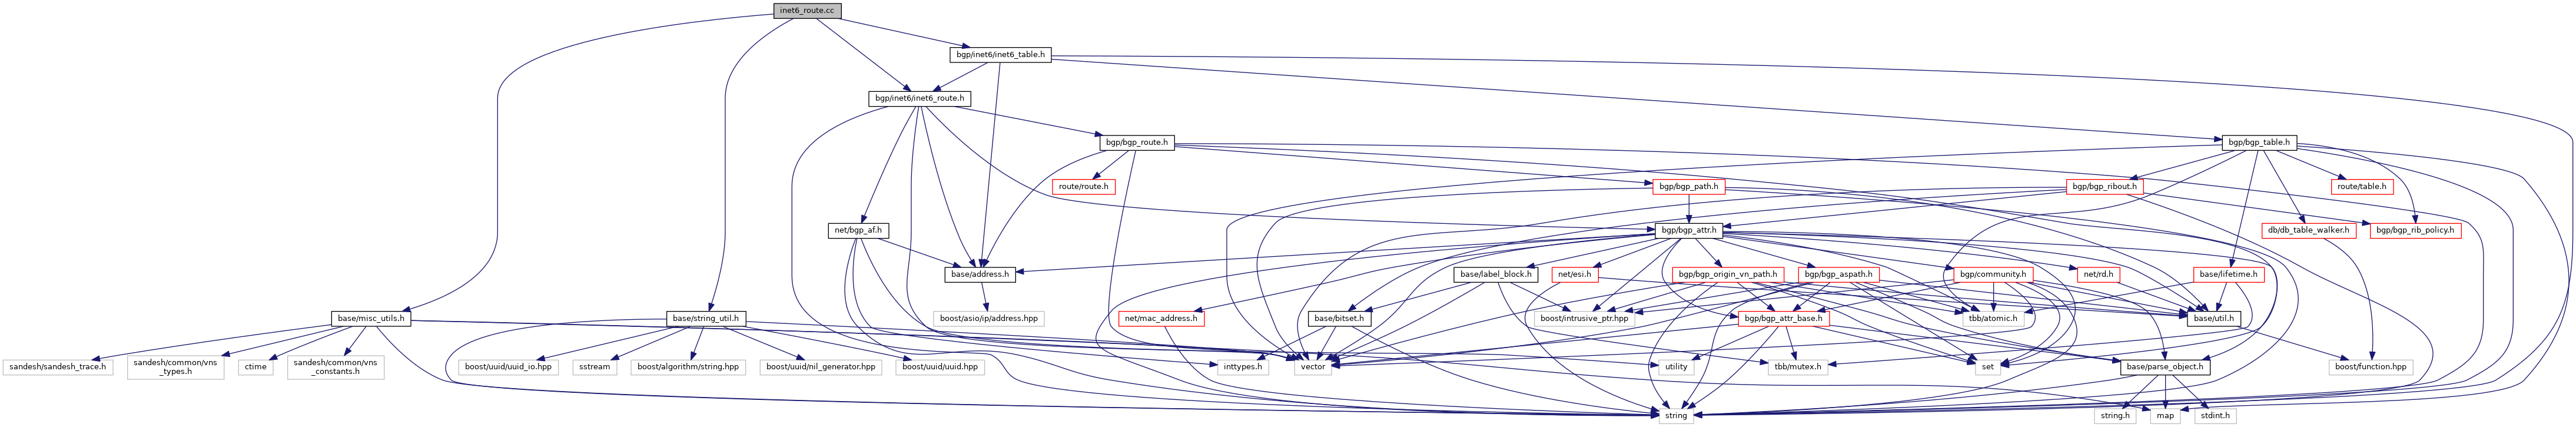 inet6_route.cc
bgp/inet6/inet6_table.h
bgp/inet6/inet6_route.h
bgp/bgp_route.h
bgp/bgp_table.h
route/route.h
bgp/bgp_path.h
bgp/bgp_ribout.h
route/table.h
net/bgp_af.h
bgp/bgp_attr.h
db/db_table_walker.h
bgp/bgp_rib_policy.h
base/address.h
base/label_block.h
net/esi.h
bgp/bgp_origin_vn_path.h
bgp/bgp_aspath.h
bgp/community.h
net/rd.h
base/lifetime.h
base/misc_utils.h
base/string_util.h
boost/asio/ip/address.hpp
net/mac_address.h
base/bitset.h
boost/intrusive_ptr.hpp
bgp/bgp_attr_base.h
tbb/atomic.h
base/util.h
sandesh/sandesh_trace.h
sandesh/common/vns
_types.h
ctime
sandesh/common/vns
_constants.h
boost/uuid/uuid_io.hpp
sstream
boost/algorithm/string.hpp
boost/uuid/nil_generator.hpp
boost/uuid/uuid.hpp
inttypes.h
vector
utility
tbb/mutex.h
set
base/parse_object.h
boost/function.hpp
string
string.h
map
stdint.h